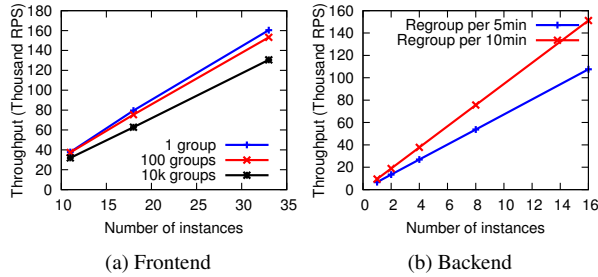 Throughput (Thousand RPS)
180
160
140
120
100
80
60
40
20
0
1 group
100 groups
10k groups
10 15 20 25 30 35
Number of instances
(a) Frontend
Throughput (Thousand RPS)
160
140
120
100
80
60
40
20
0
Regroup per 5min
Regroup per 10min
0 2 4 6 8 10 12 14 16
Number of instances
(b) Backend